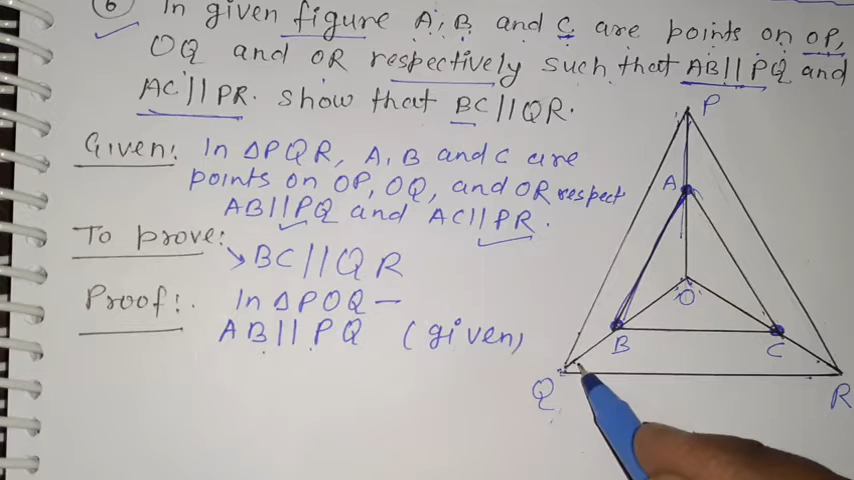 6 In given figure A, B and C are points on OP,
OQ and OR respectively such that AB||PQ and
AC||PR. show that BC||QR.
Given: In ΔPQR, A, B and C are
points on OP, OQ, and OR respect
AB||PQ and AC||PR.
To prove:
BC||QR
Proof:. In ΔPOQ —
AB||PQ (given)
P
A
O
B
C
Q
R